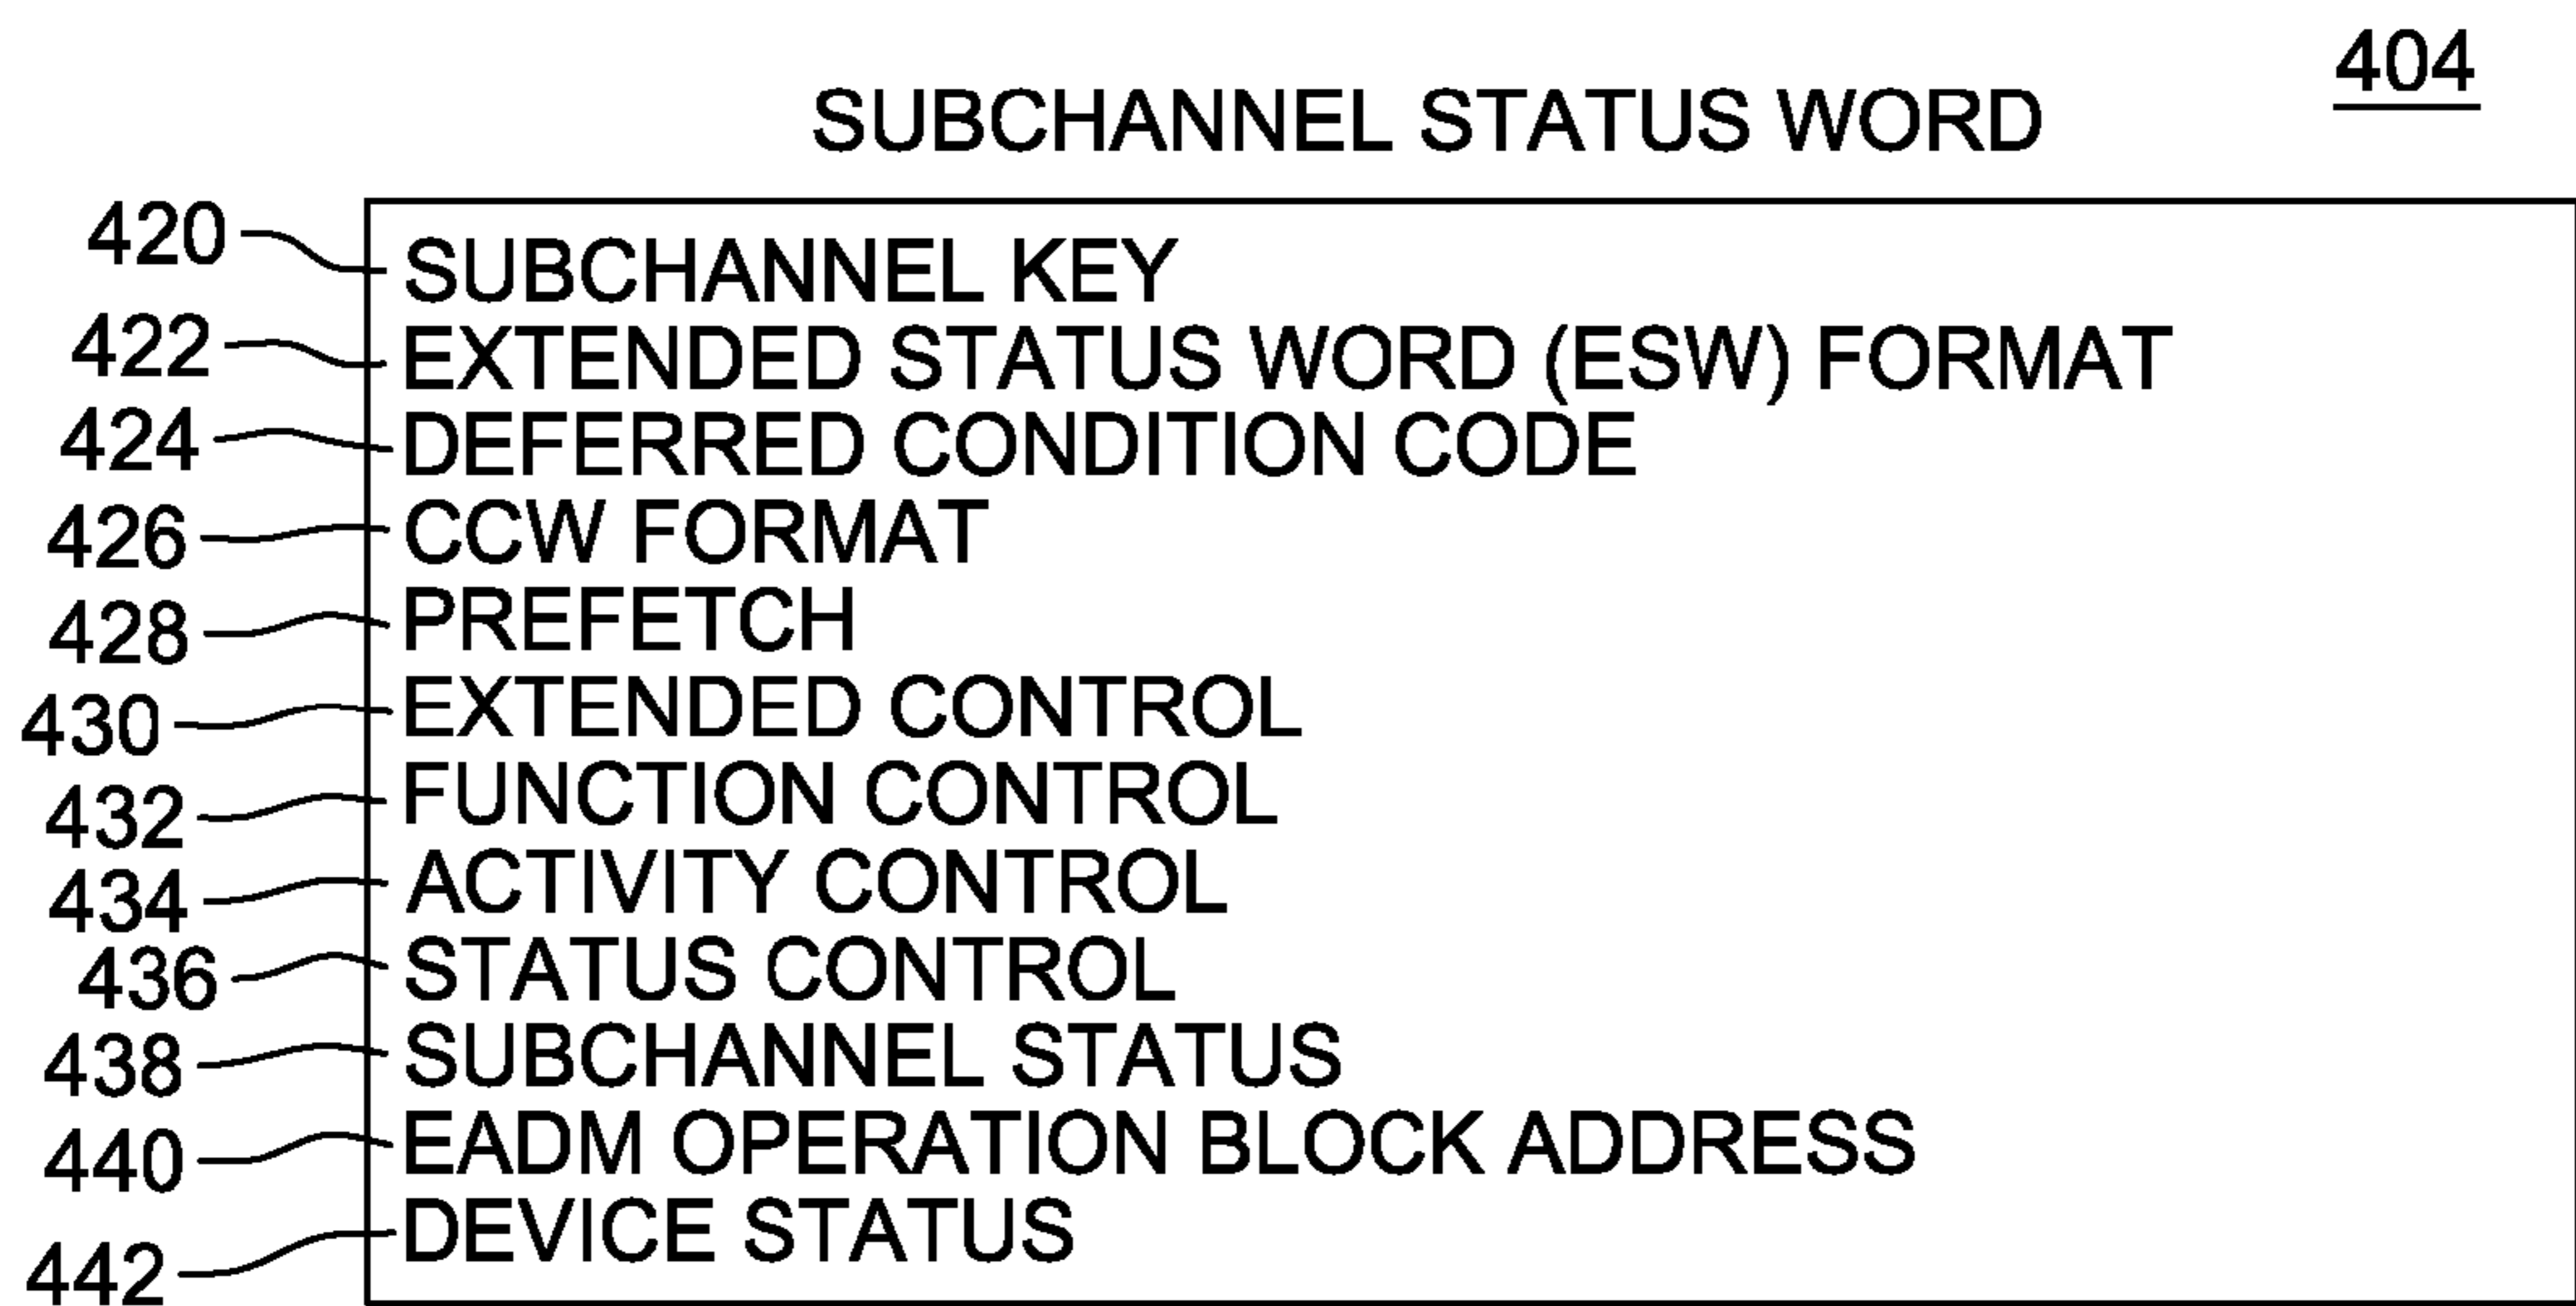 404
SUBCHANNEL STATUS WORD
420 SUBCHANNEL KEY
422 EXTENDED STATUS WORD (ESW) FORMAT
424 DEFERRED CONDITION CODE
426 CCW FORMAT
428 PREFETCH
430 EXTENDED CONTROL
432 FUNCTION CONTROL
434 ACTIVITY CONTROL
436 STATUS CONTROL
438 SUBCHANNEL STATUS
440 EADM OPERATION BLOCK ADDRESS
442 DEVICE STATUS